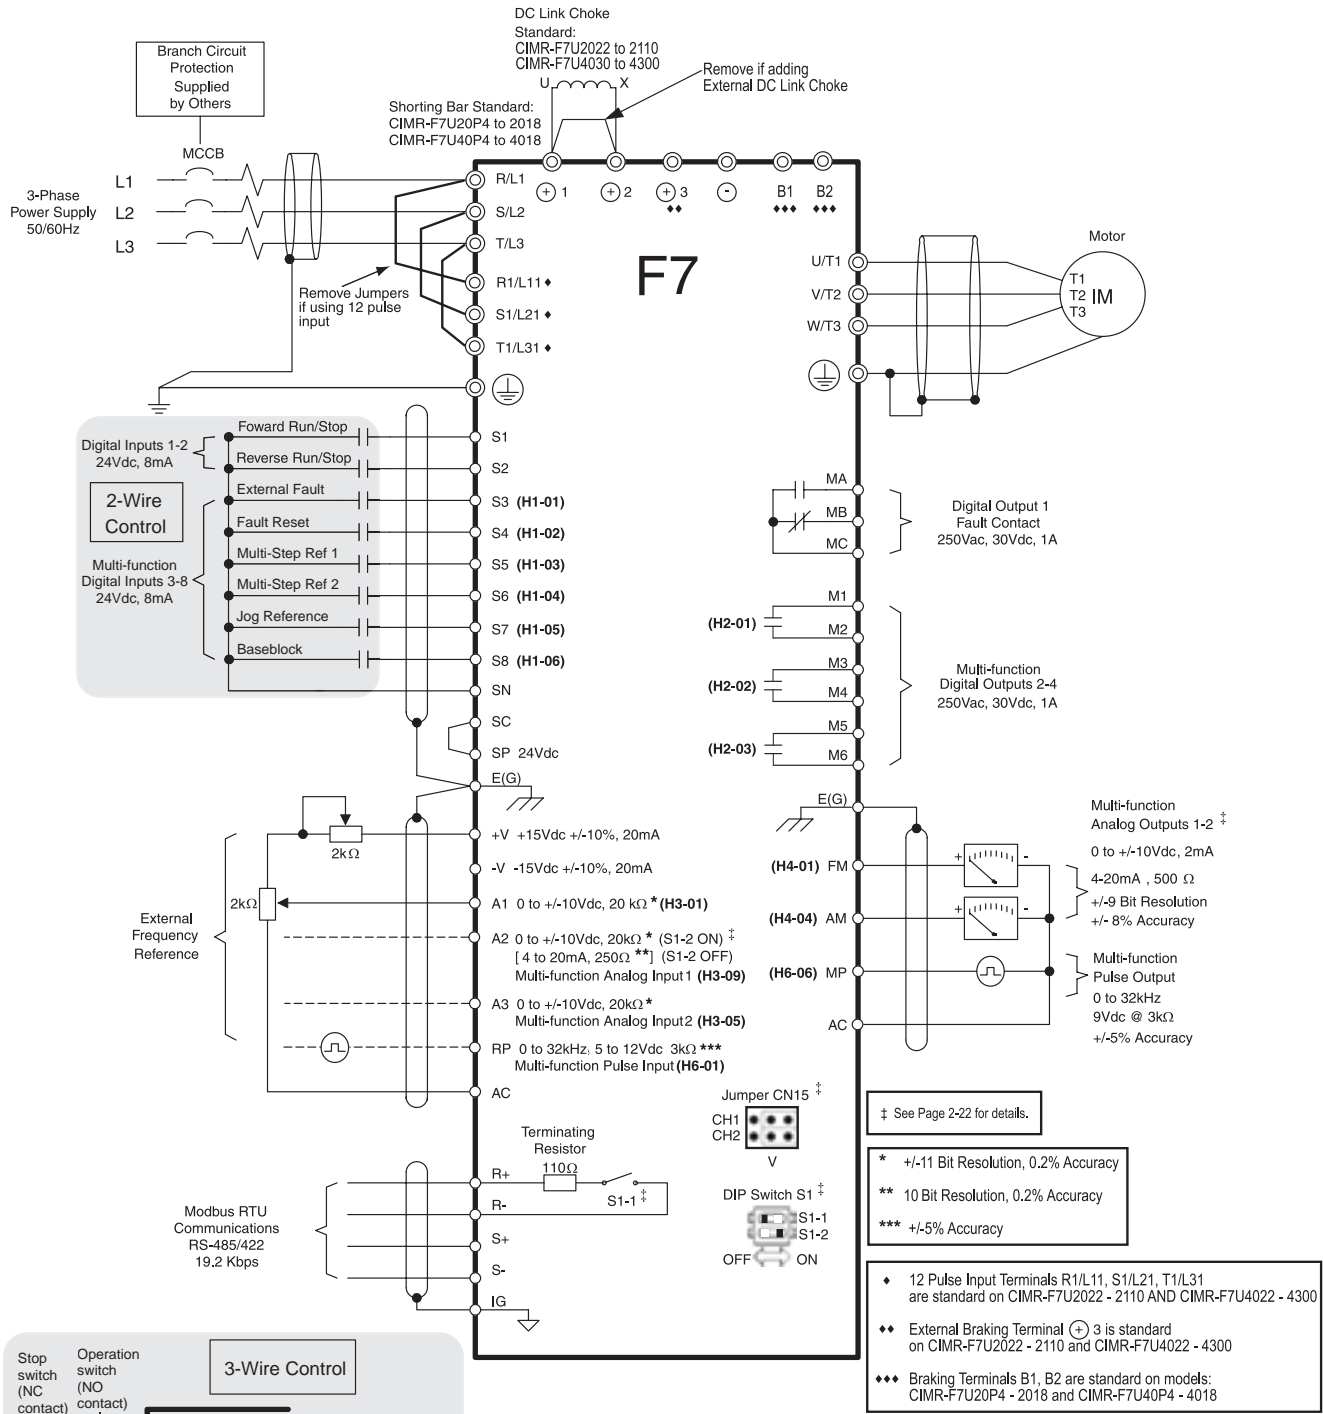 DC Link Choke
Standard:
CIMR-F7U2022 to 2110
CIMR-F7U4030 to 4300
U X
Remove if adding
External DC Link Choke
Branch Circuit
Protection
Supplied
by Others
Shorting Bar Standard:
CIMR-F7U20P4 to 2018
CIMR-F7U40P4 to 4018
MCCB
3-Phase
Power Supply
50/60Hz
L1
L2
L3
R/L1
S/L2
T/L3
R1/L11 ♦
S1/L21 ♦
T1/L31 ♦
Remove Jumpers
if using 12 pulse
input
+ 1
+ 2
+ 3
♦♦
-
B1
♦♦♦
B2
♦♦♦
F7
U/T1
V/T2
W/T3
Motor
T1
T2
T3
IM
Digital Inputs 1-2
24Vdc, 8mA
2-Wire
Control
Multi-function
Digital Inputs 3-8
24Vdc, 8mA
Foward Run/Stop
S1
Reverse Run/Stop
S2
External Fault
S3 (H1-01)
Fault Reset
S4 (H1-02)
Multi-Step Ref 1
S5 (H1-03)
Multi-Step Ref 2
S6 (H1-04)
Jog Reference
S7 (H1-05)
Baseblock
S8 (H1-06)
SN
SC
SP 24Vdc
E(G)
MA
MB
MC
Digital Output 1
Fault Contact
250Vac, 30Vdc, 1A
(H2-01)
M1
M2
(H2-02)
M3
M4
(H2-03)
M5
M6
Multi-function
Digital Outputs 2-4
250Vac, 30Vdc, 1A
External
Frequency
Reference
2kΩ
2kΩ
+V +15Vdc +/-10%, 20mA
-V -15Vdc +/-10%, 20mA
A1 0 to +/-10Vdc, 20 kΩ * (H3-01)
A2 0 to +/-10Vdc, 20kΩ * (S1-2 ON) ‡
[ 4 to 20mA, 250Ω **] (S1-2 OFF)
Multi-function Analog Input 1 (H3-09)
A3 0 to +/-10Vdc, 20kΩ *
Multi-function Analog Input2 (H3-05)
RP 0 to 32kHz, 5 to 12Vdc 3kΩ ***
Multi-function Pulse Input (H6-01)
AC
E(G)
(H4-01) FM
+ -
(H4-04) AM
+ -
(H6-06) MP
AC
Multi-function
Analog Outputs 1-2 ‡
0 to +/-10Vdc, 2mA
4-20mA , 500 Ω
+/-9 Bit Resolution
+/- 8% Accuracy
Multi-function
Pulse Output
0 to 32kHz
9Vdc @ 3kΩ
+/-5% Accuracy
Jumper CN15 ‡
CH1
CH2
V
DIP Switch S1 ‡
S1-1
S1-2
OFF ON
Terminating
Resistor
110Ω
S1-1 ‡
Modbus RTU
Communications
RS-485/422
19.2 Kbps
R+
R-
S+
S-
IG
‡ See Page 2-22 for details.
* +/-11 Bit Resolution, 0.2% Accuracy
** 10 Bit Resolution, 0.2% Accuracy
*** +/-5% Accuracy
♦ 12 Pulse Input Terminals R1/L11, S1/L21, T1/L31
are standard on CIMR-F7U2022 - 2110 AND CIMR-F7U4022 - 4300
♦♦ External Braking Terminal + 3 is standard
on CIMR-F7U2022 - 2110 and CIMR-F7U4022 - 4300
♦♦♦ Braking Terminals B1, B2 are standard on models:
CIMR-F7U20P4 - 2018 and CIMR-F7U40P4 - 4018
3-Wire Control
Stop
switch
(NC
contact)
Operation
switch
(NO
contact)